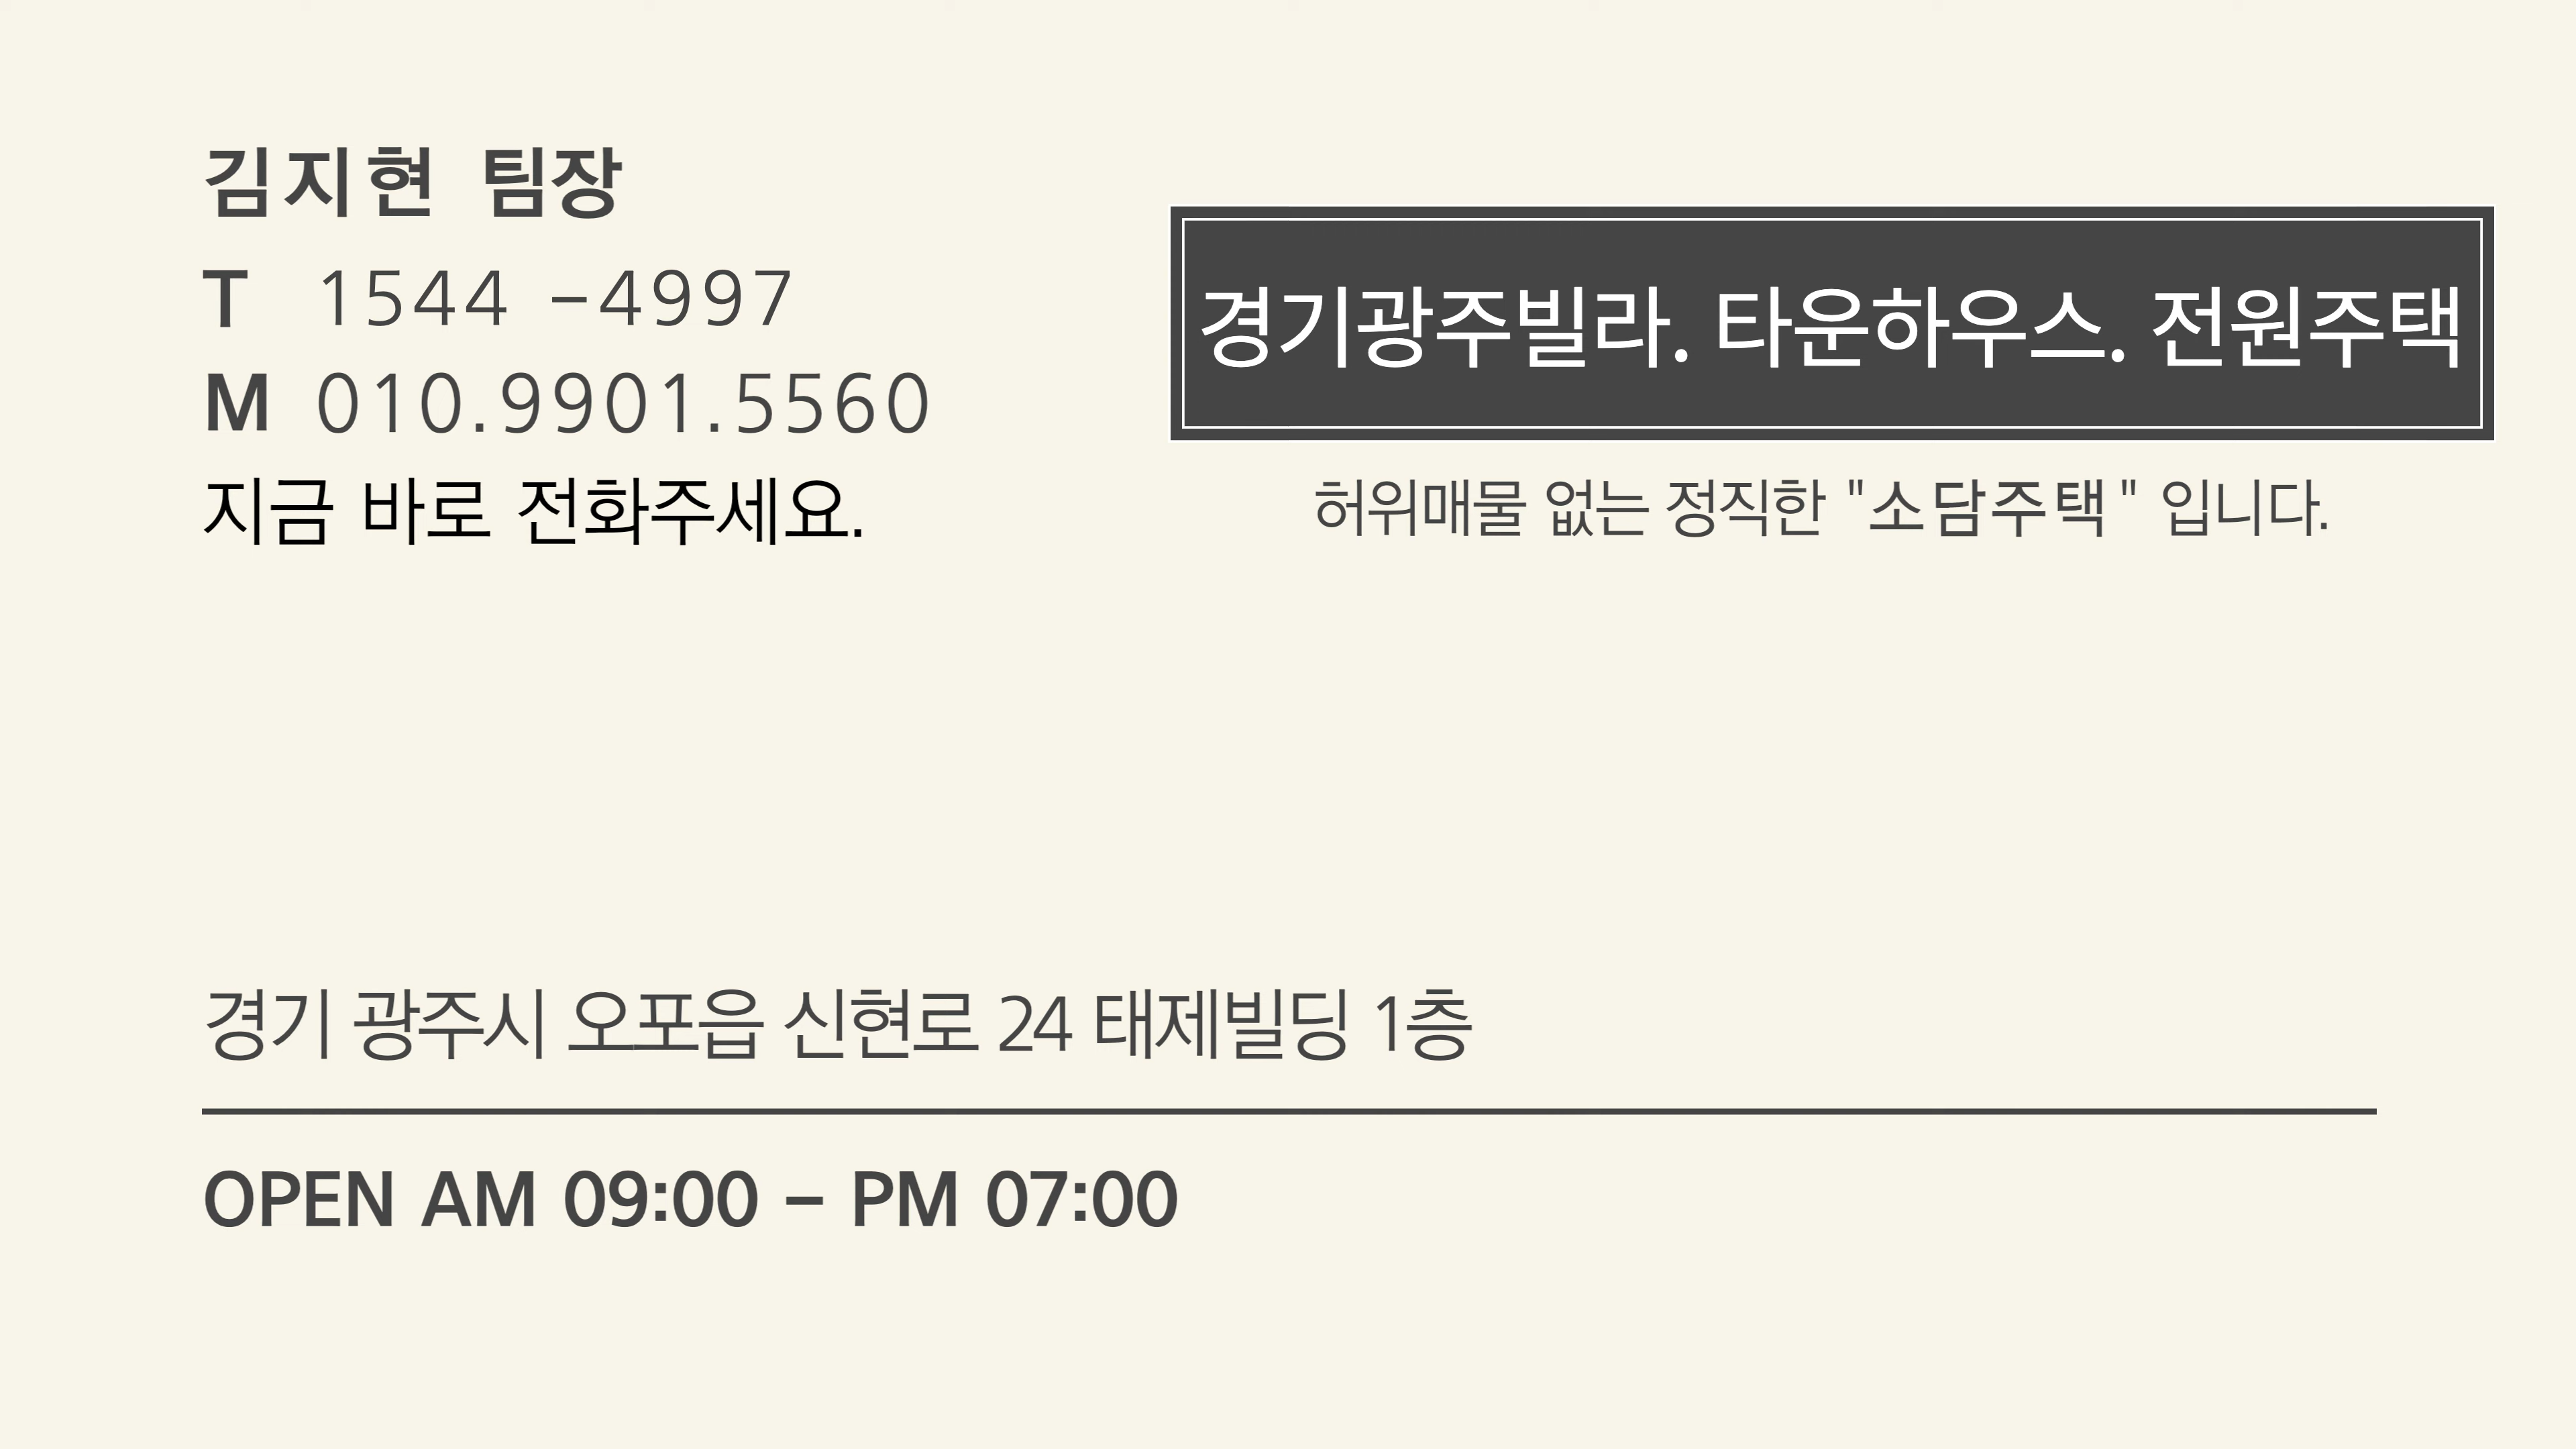 김지현 팀장
T 1544 -4997
M 010.9901.5560
지금 바로 전화주세요.
경기광주빌라. 타운하우스. 전원주택
허위매물 없는 정직한 "소담주택" 입니다.
경기 광주시 오포읍 신현로 24 태제빌딩 1층
OPEN AM 09:00 - PM 07:00